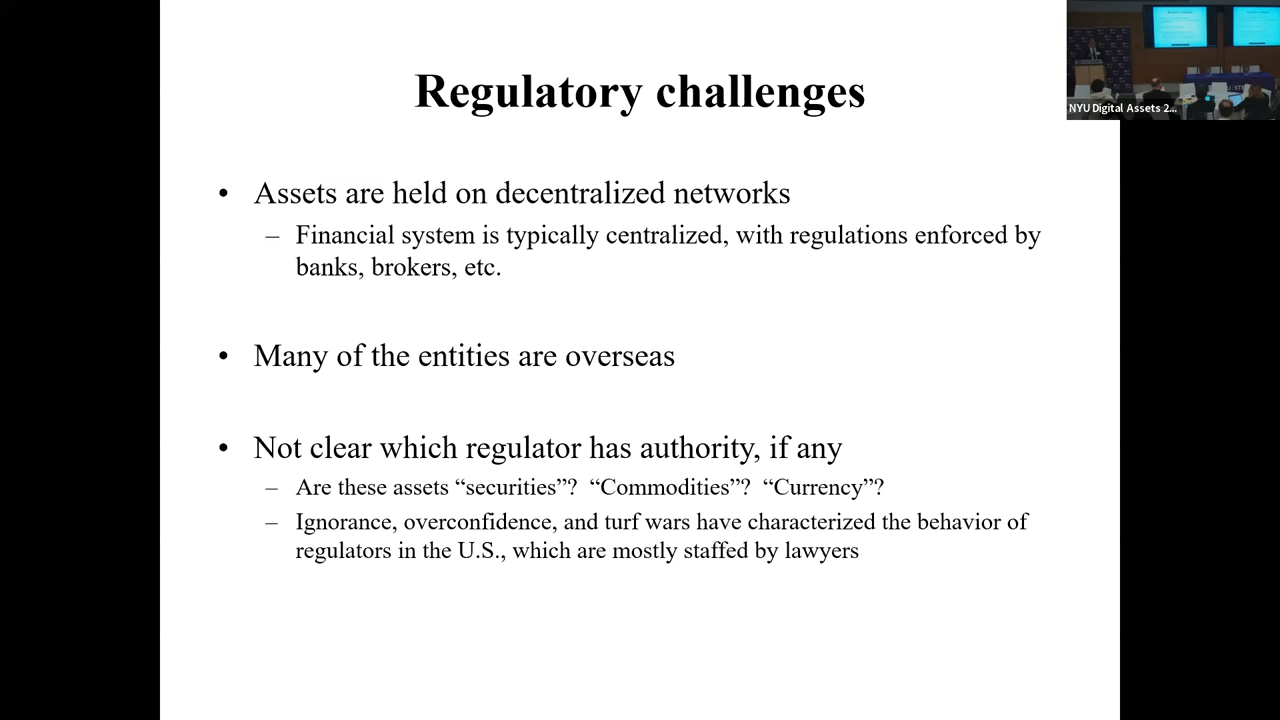 Regulatory challenges
NYU Digital Assets 2...
• Assets are held on decentralized networks
– Financial system is typically centralized, with regulations enforced by
banks, brokers, etc.
• Many of the entities are overseas
• Not clear which regulator has authority, if any
– Are these assets “securities”?  “Commodities”?  “Currency”?
– Ignorance, overconfidence, and turf wars have characterized the behavior of
regulators in the U.S., which are mostly staffed by lawyers